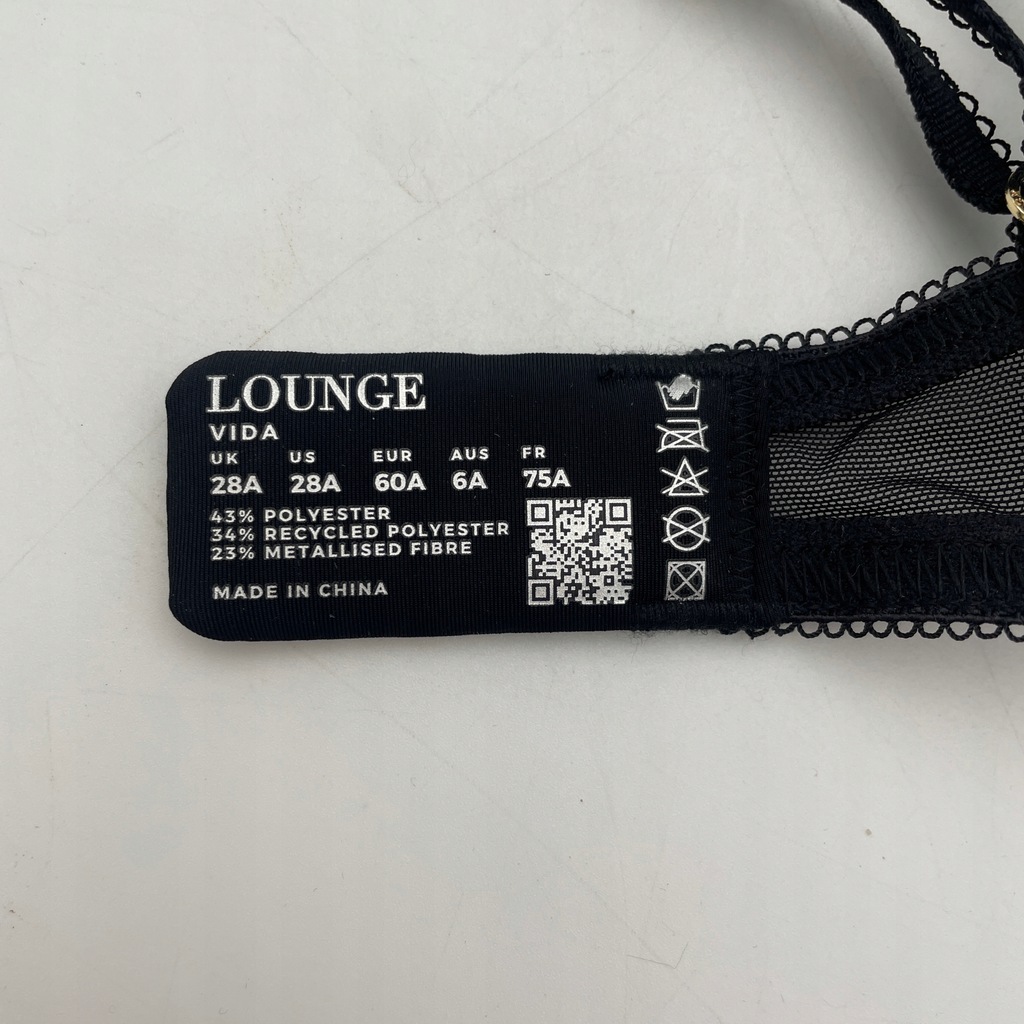 LOUNGE
VIDA
UK US EUR AUS FR
28A 28A 60A 6A 75A
43% POLYESTER
34% RECYCLED POLYESTER
23% METALLISED FIBRE
MADE IN CHINA